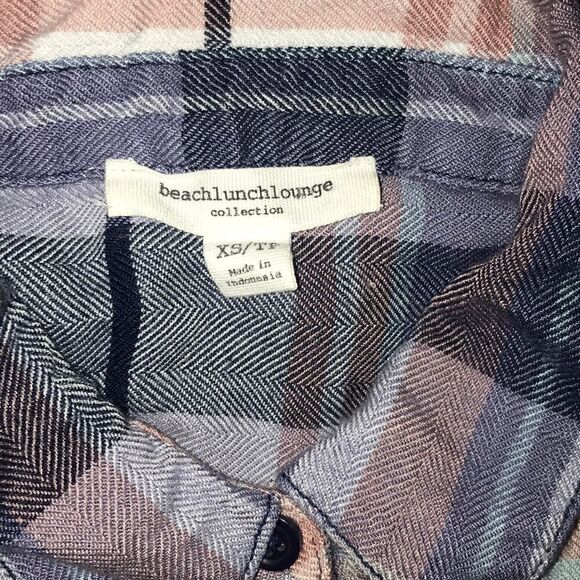 beachlunchlounge
collection
XS/TP
Made in
Indonesia